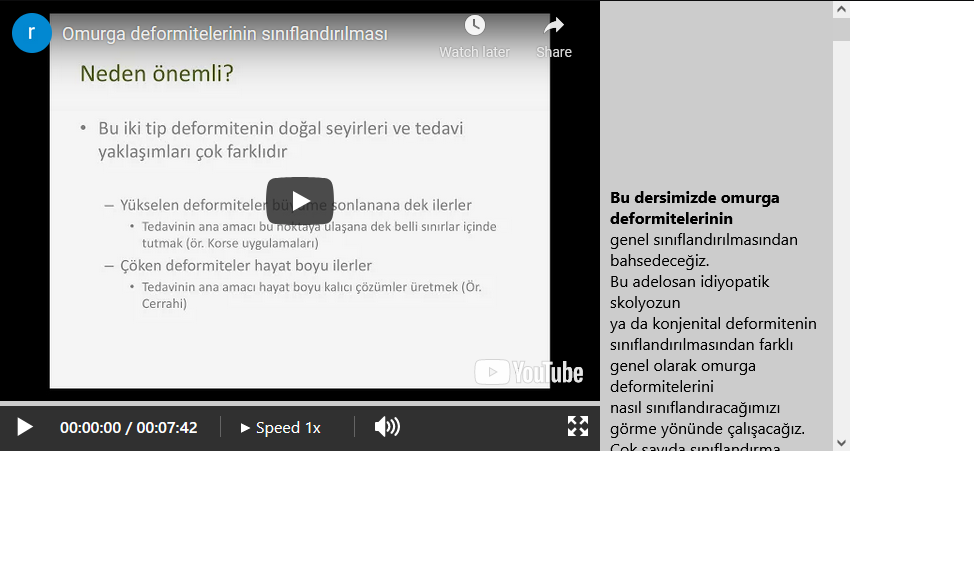 r
Omurga deformitelerinin sınıflandırılması
Watch later
Share
Neden önemli?
• Bu iki tip deformitenin doğal seyirleri ve tedavi
yaklaşımları çok farklıdır
– Yükselen deformiteler sonlanana dek ilerler
• Tedavinin ana amacı bu noktaya ulaşana dek belli sınırlar içinde
tutmak (ör. Korse uygulamaları)
– Çöken deformiteler hayat boyu ilerler
• Tedavinin ana amacı hayat boyu kalıcı çözümler üretmek (Ör.
Cerrahi)
YouTube
00:00:00 / 00:07:42
Speed 1x
Bu dersimizde omurga
deformitelerinin
genel sınıflandırılmasından
bahsedeceğiz.
Bu adelosan idiyopatik
skolyozun
ya da konjenital deformitenin
sınıflandırılmasından farklı
genel olarak omurga
deformitelerini
nasıl sınıflandıracağımızı
görme yönünde çalışacağız.
Çok sayıda sınıflandırma